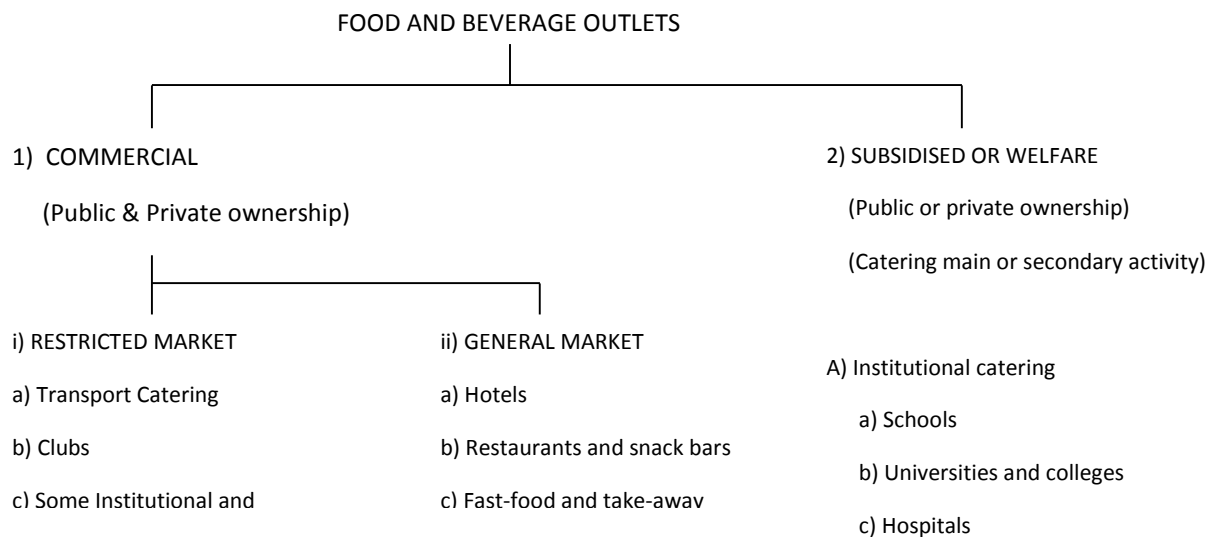 FOOD AND BEVERAGE OUTLETS
1) COMMERCIAL
(Public & Private ownership)
i) RESTRICTED MARKET
a) Transport Catering
b) Clubs
c) Some Institutional and
ii) GENERAL MARKET
a) Hotels
b) Restaurants and snack bars
c) Fast-food and take-away
2) SUBSIDISED OR WELFARE
(Public or private ownership)
(Catering main or secondary activity)
A) Institutional catering
a) Schools
b) Universities and colleges
c) Hospitals